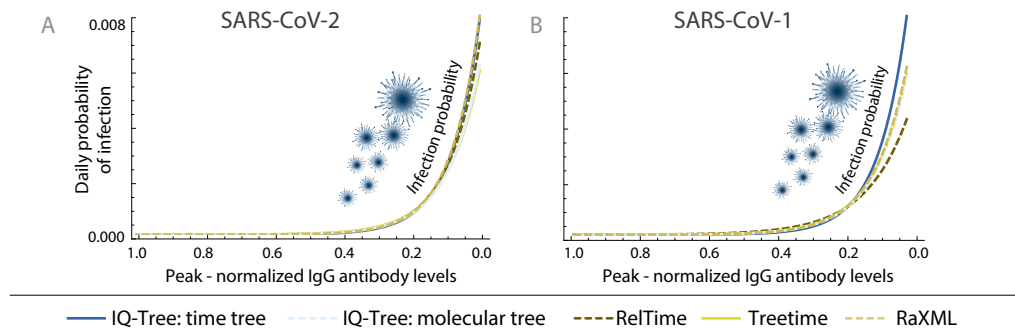 A SARS-CoV-2
B SARS-CoV-1
0.008
Daily probability
of infection
0.000
Infection probability
Infection probability
1.0 0.8 0.6 0.4 0.2 0.0
1.0 0.8 0.6 0.4 0.2 0.0
Peak - normalized IgG antibody levels
Peak - normalized IgG antibody levels
IQ-Tree: time tree IQ-Tree: molecular tree RelTime Treetime RaXML